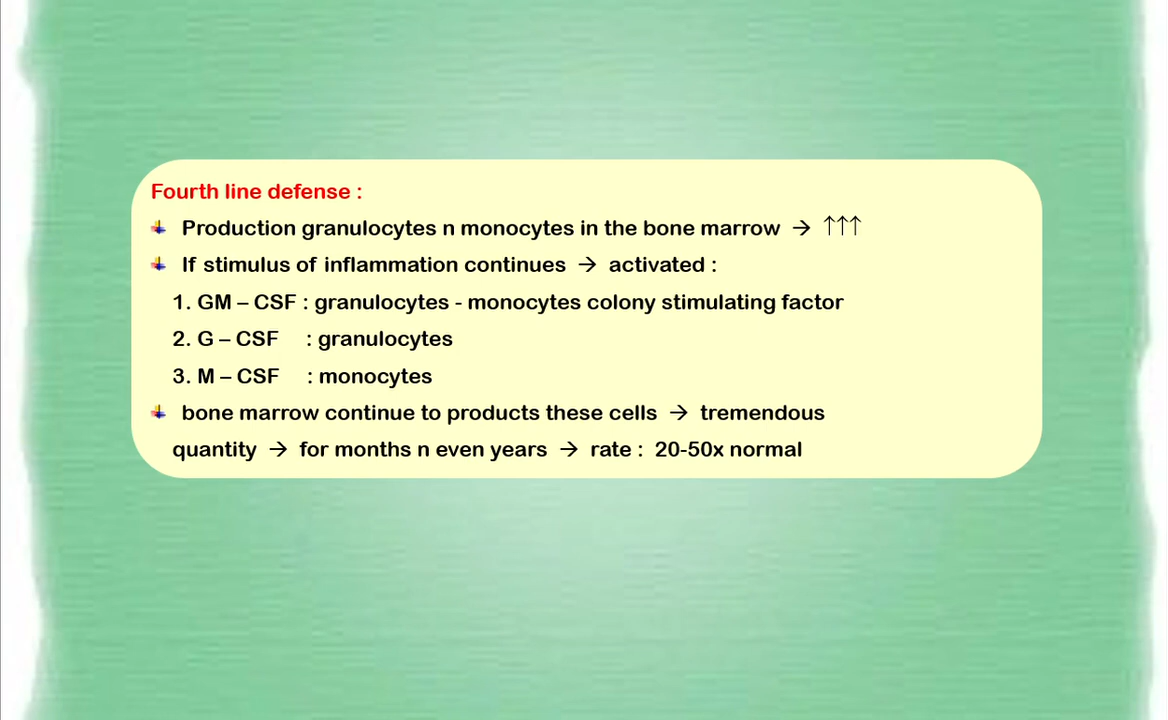 Fourth line defense :
Production granulocytes n monocytes in the bone marrow → ↑↑↑
If stimulus of inflammation continues → activated :
1. GM – CSF : granulocytes - monocytes colony stimulating factor
2. G – CSF : granulocytes
3. M – CSF : monocytes
bone marrow continue to products these cells → tremendous
quantity → for months n even years → rate : 20-50x normal